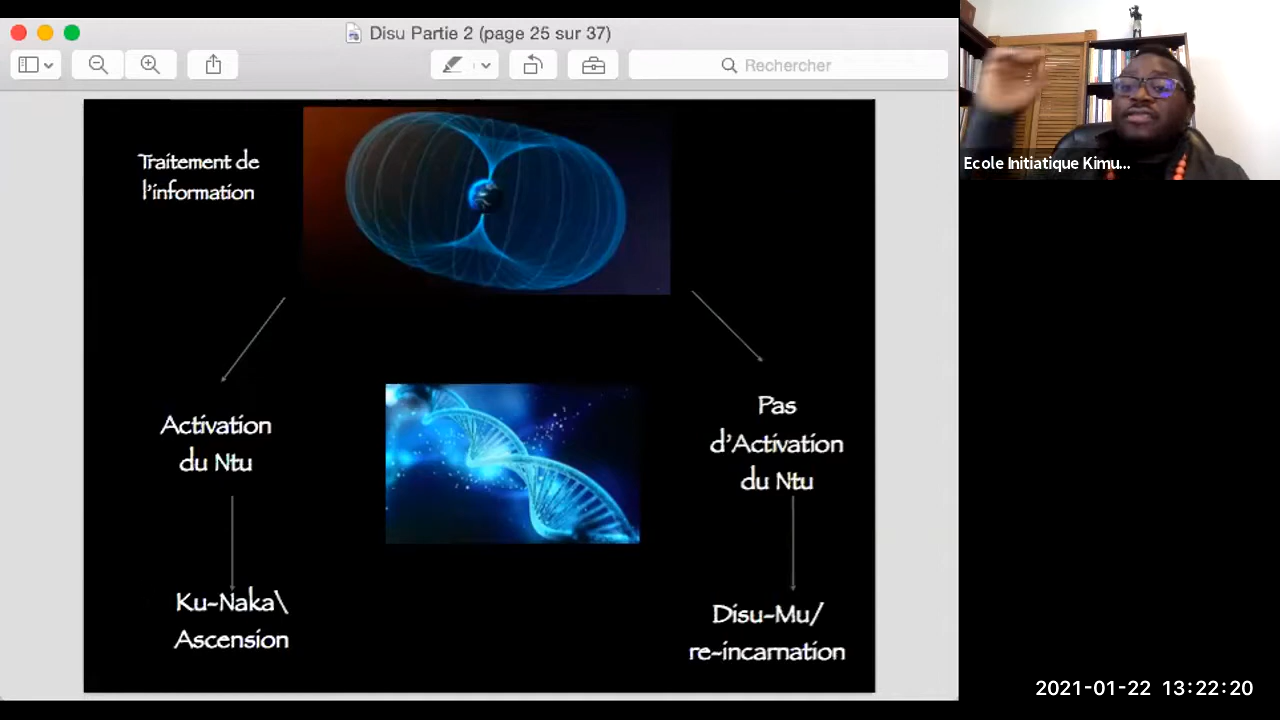 Disu Partie 2 (page 25 sur 37)
Rechercher
Traitement de
l'information
Activation
du Ntu
Pas
d'Activation
du Ntu
Ku-Naka\
Ascension
Disu-Mu/
re-incarnation
Ecole Initiatique Kimu...
2021-01-22 13:22:20